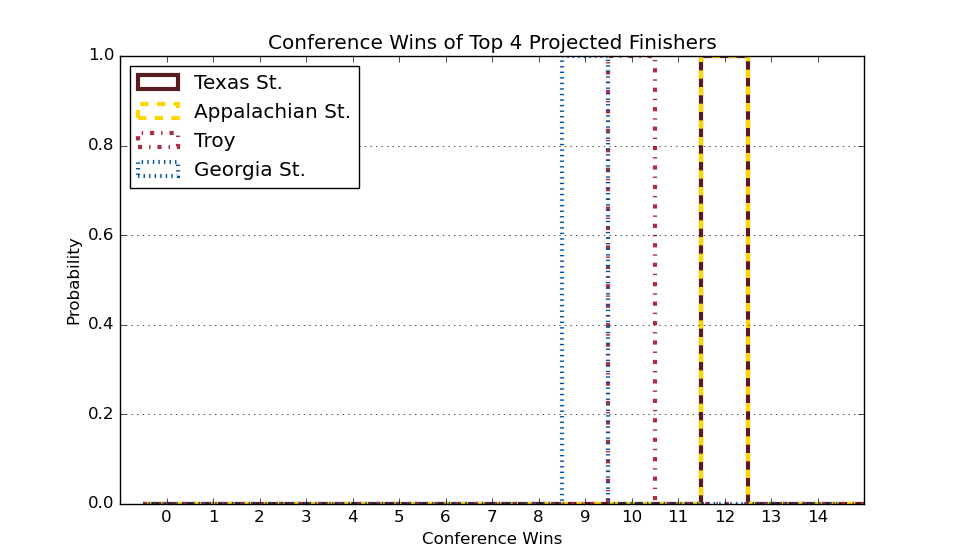 Conference Wins of Top 4 Projected Finishers
1.0
0.8
0.6
0.4
0.2
0.0
Probability
Texas St.
Appalachian St.
Troy
Georgia St.
0 1 2 3 4 5 6 7 8 9 10 11 12 13 14
Conference Wins